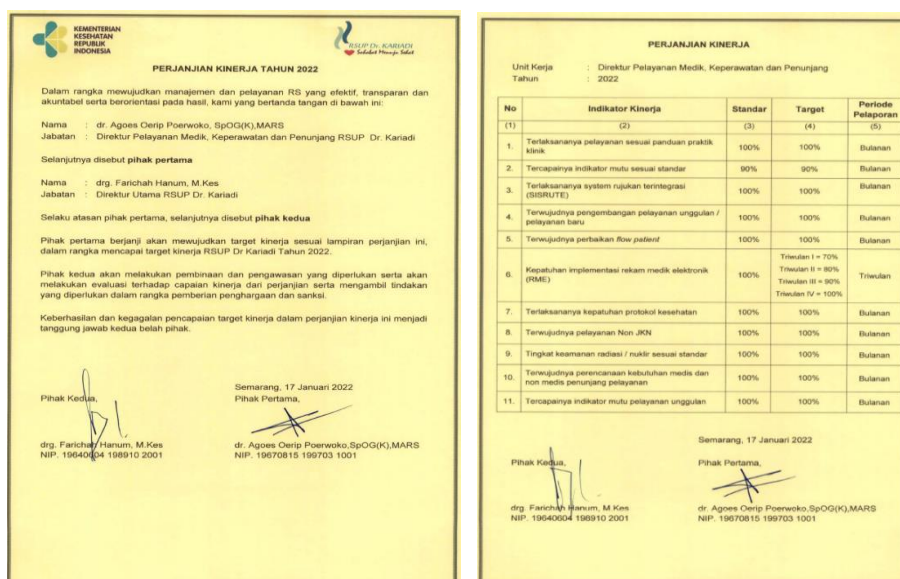 KEMENTERIAN
KESEHATAN
REPUBLIK
INDONESIA
RSUP Dr. KARIADI
Sahabat Menuju Sehat
PERJANJIAN KINERJA TAHUN 2022
Dalam rangka mewujudkan manajemen dan pelayanan RS yang efektif, transparan dan
akuntabel serta berorientasi pada hasil, kami yang bertanda tangan di bawah ini:
Nama : dr. Agoes Oerip Poerwoko, SpOG(K),MARS
Jabatan : Direktur Pelayanan Medik, Keperawatan dan Penunjang RSUP Dr. Kariadi
Selanjutnya disebut pihak pertama
Nama : drg. Farichah Hanum, M.Kes
Jabatan : Direktur Utama RSUP Dr. Kariadi
Selaku atasan pihak pertama, selanjutnya disebut pihak kedua
Pihak pertama berjanji akan mewujudkan target kinerja sesuai lampiran perjanjian ini,
dalam rangka mencapai target kinerja RSUP Dr Kariadi Tahun 2022.
Pihak kedua akan melakukan pembinaan dan pengawasan yang diperlukan serta akan
melakukan evaluasi terhadap capaian kinerja dari perjanjian serta mengambil tindakan
yang diperlukan dalam rangka pemberian penghargaan dan sanksi.
Keberhasilan dan kegagalan pencapaian target kinerja dalam perjanjian kinerja ini menjadi
tanggung jawab kedua belah pihak.
Semarang, 17 Januari 2022
Pihak Kedua, Pihak Pertama,
drg. Farichah Hanum, M.Kes dr. Agoes Oerip Poerwoko,SpOG(K),MARS
NIP. 19640604 198910 2001 NIP. 19670815 199703 1001
PERJANJIAN KINERJA
Unit Kerja : Direktur Pelayanan Medik, Keperawatan dan Penunjang
Tahun : 2022
No Indikator Kinerja Standar Target Periode Pelaporan
(1) (2) (3) (4) (5)
1. Terlaksananya pelayanan sesuai panduan praktik klinik 100% 100% Bulanan
2. Tercapainya indikator mutu sesuai standar 90% 90% Bulanan
3. Terlaksananya system rujukan terintegrasi (SISRUTE) 100% 100% Bulanan
4. Terwujudnya pengembangan pelayanan unggulan / pelayanan baru 100% 100% Bulanan
5. Terwujudnya perbaikan flow patient 100% 100% Bulanan
6. Kepatuhan implementasi rekam medik elektronik (RME) 100% Triwulan I = 70% Triwulan II = 80% Triwulan III = 90% Triwulan IV = 100% Triwulan
7. Terlaksananya kepatuhan protokol kesehatan 100% 100% Bulanan
8. Terwujudnya pelayanan Non JKN 100% 100% Bulanan
9. Tingkat keamanan radiasi / nuklir sesuai standar 100% 100% Bulanan
10. Terwujudnya perencanaan kebutuhan medis dan non medis penunjang pelayanan 100% 100% Bulanan
11. Tercapainya indikator mutu pelayanan unggulan 100% 100% Bulanan
Semarang, 17 Januari 2022
Pihak Kedua, Pihak Pertama,
drg. Farichah Hanum, M.Kes dr. Agoes Oerip Poerwoko,SpOG(K),MARS
NIP. 19640604 198910 2001 NIP. 19670815 199703 1001